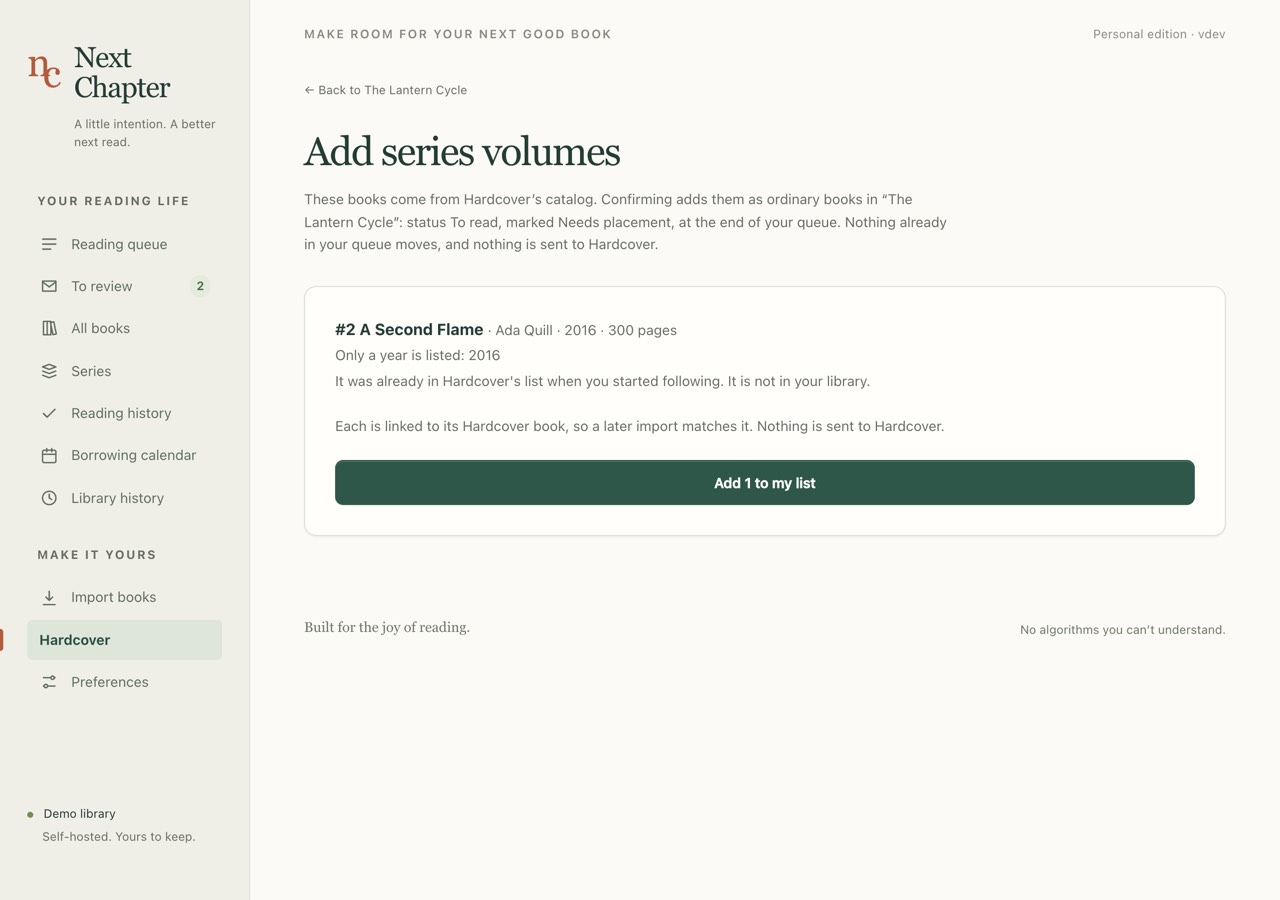 nc
Next
Chapter
A little intention. A better
next read.
YOUR READING LIFE
Reading queue
To review 2
All books
Series
Reading history
Borrowing calendar
Library history
MAKE IT YOURS
Import books
Hardcover
Preferences
Demo library
Self-hosted. Yours to keep.
MAKE ROOM FOR YOUR NEXT GOOD BOOK
Personal edition · vdev
← Back to The Lantern Cycle
Add series volumes
These books come from Hardcover’s catalog. Confirming adds them as ordinary books in “The
Lantern Cycle”: status To read, marked Needs placement, at the end of your queue. Nothing already
in your queue moves, and nothing is sent to Hardcover.
#2 A Second Flame · Ada Quill · 2016 · 300 pages
Only a year is listed: 2016
It was already in Hardcover's list when you started following. It is not in your library.
Each is linked to its Hardcover book, so a later import matches it. Nothing is sent to Hardcover.
Add 1 to my list
Built for the joy of reading.
No algorithms you can’t understand.